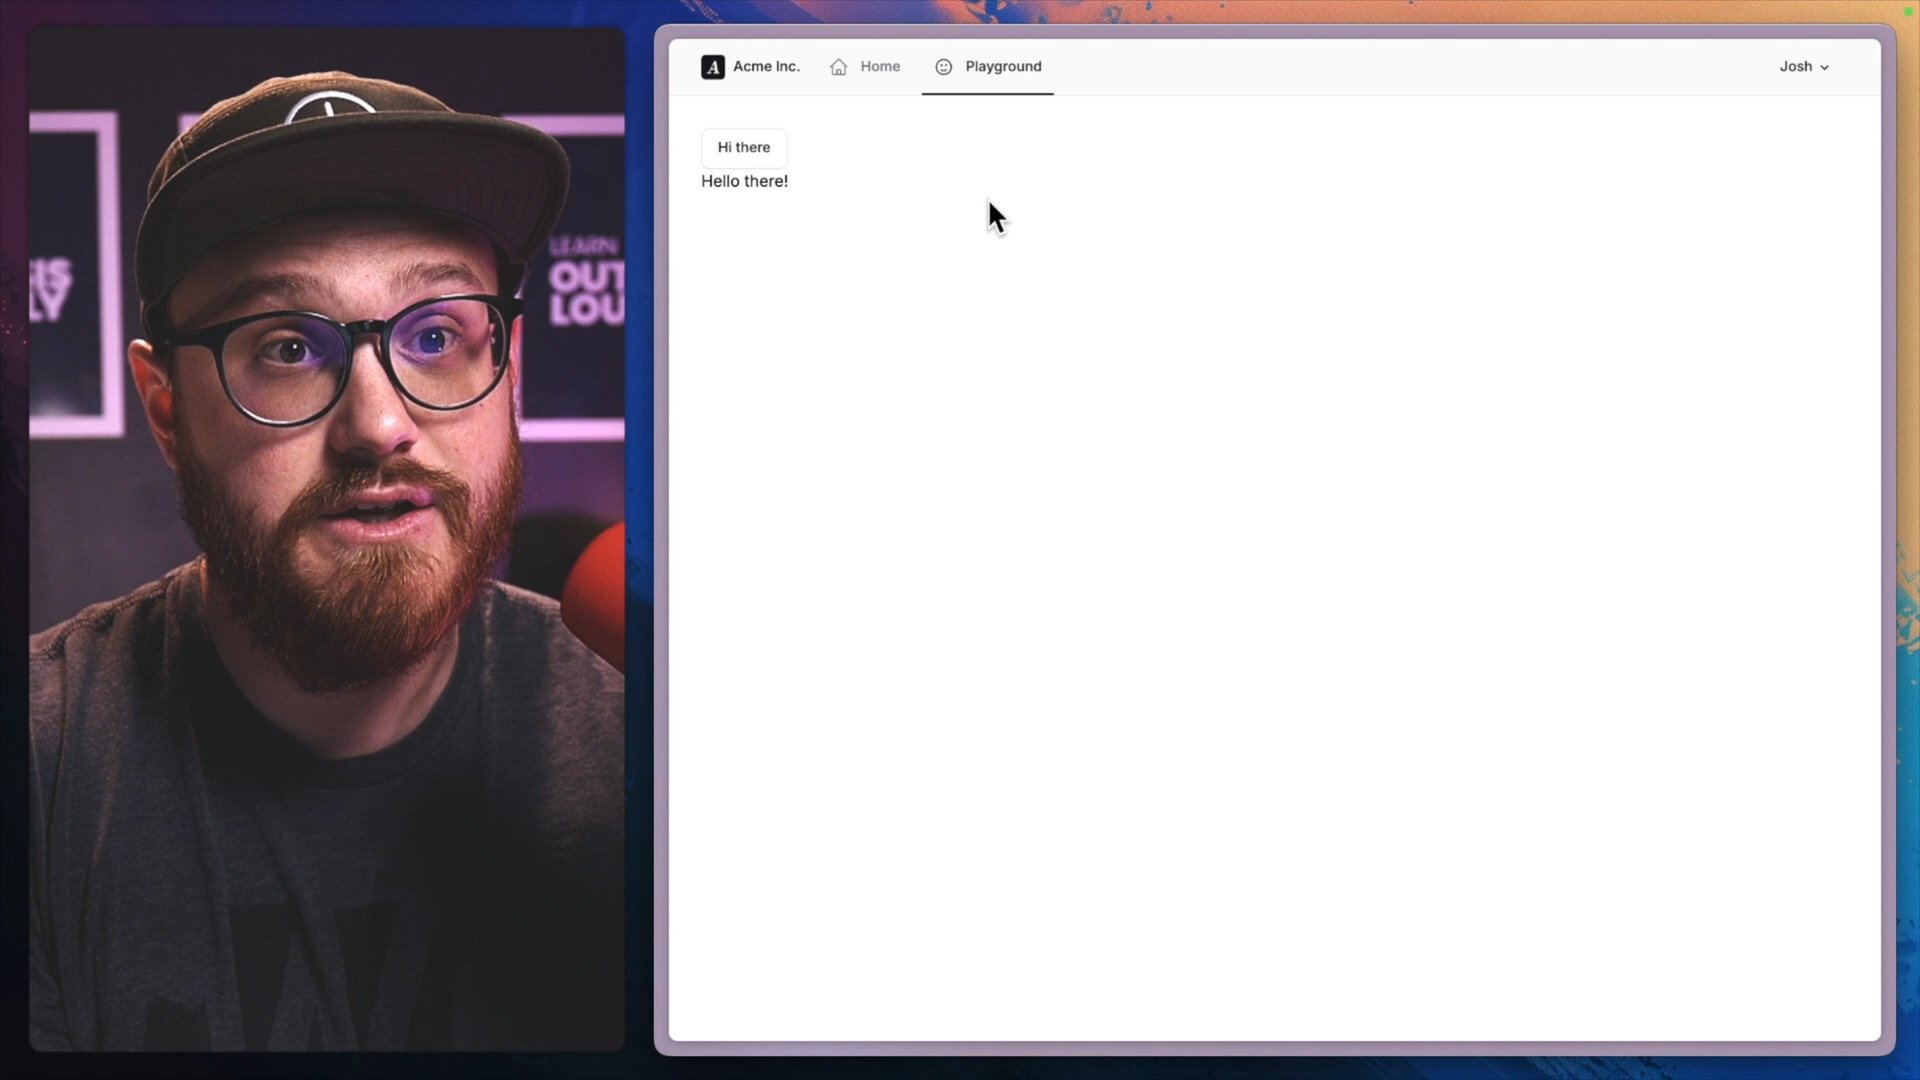 LEARN
OUT
LOU
A Acme Inc. Home Playground Josh
Hi there
Hello there!